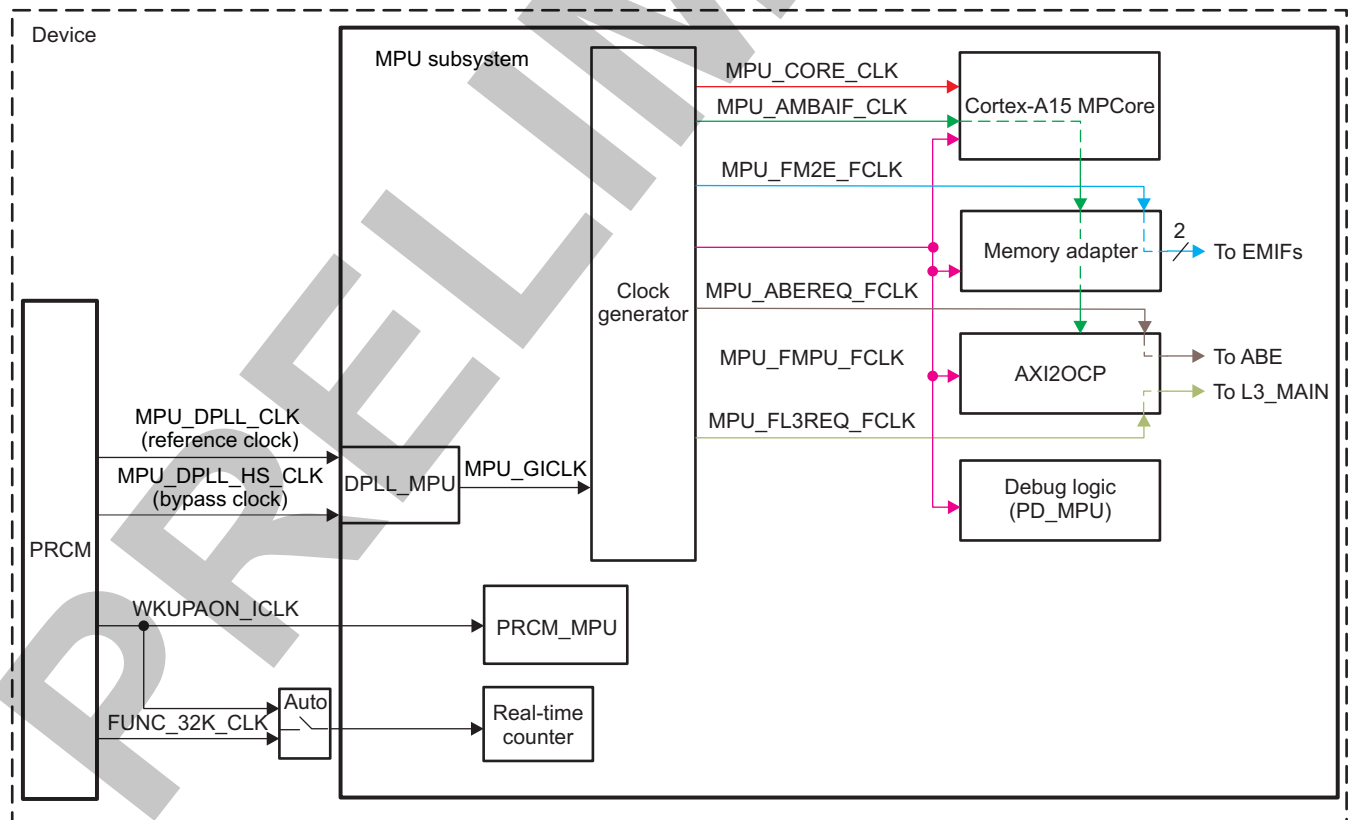 Device
MPU subsystem
MPU_CORE_CLK
Cortex-A15 MPCore
MPU_AMBAIF_CLK
MPU_FM2E_FCLK
2
Memory adapter
To EMIFs
Clock
generator
MPU_ABEREQ_FCLK
MPU_FMPU_FCLK
AXI2OCP
To ABE
To L3_MAIN
MPU_FL3REQ_FCLK
MPU_DPLL_CLK
(reference clock)
MPU_DPLL_HS_CLK
(bypass clock)
DPLL_MPU
MPU_GICLK
Debug logic
(PD_MPU)
PRCM
WKUPAON_ICLK
PRCM_MPU
Auto
FUNC_32K_CLK
Real-time
counter
PRELIM